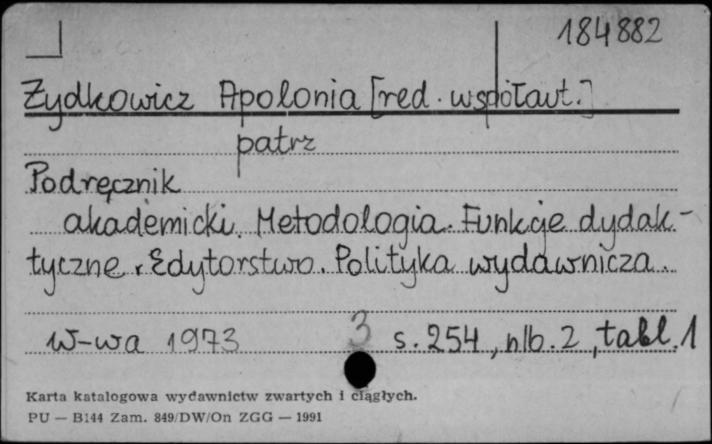 184882
Żydkowicz Apolonia [red. współaut.]
patrz
Podręcznik
akademicki. Metodologia. Funkcje dydak-
tyczne. Edytorstwo. Polityka wydawnicza.
W-wa 1973 3 s. 254, nlb. 2, tabl. 1
Karta katalogowa wydawnictw zwartych i ciągłych.
PU — B144 Zam. 849/DW/On ZGG — 1991